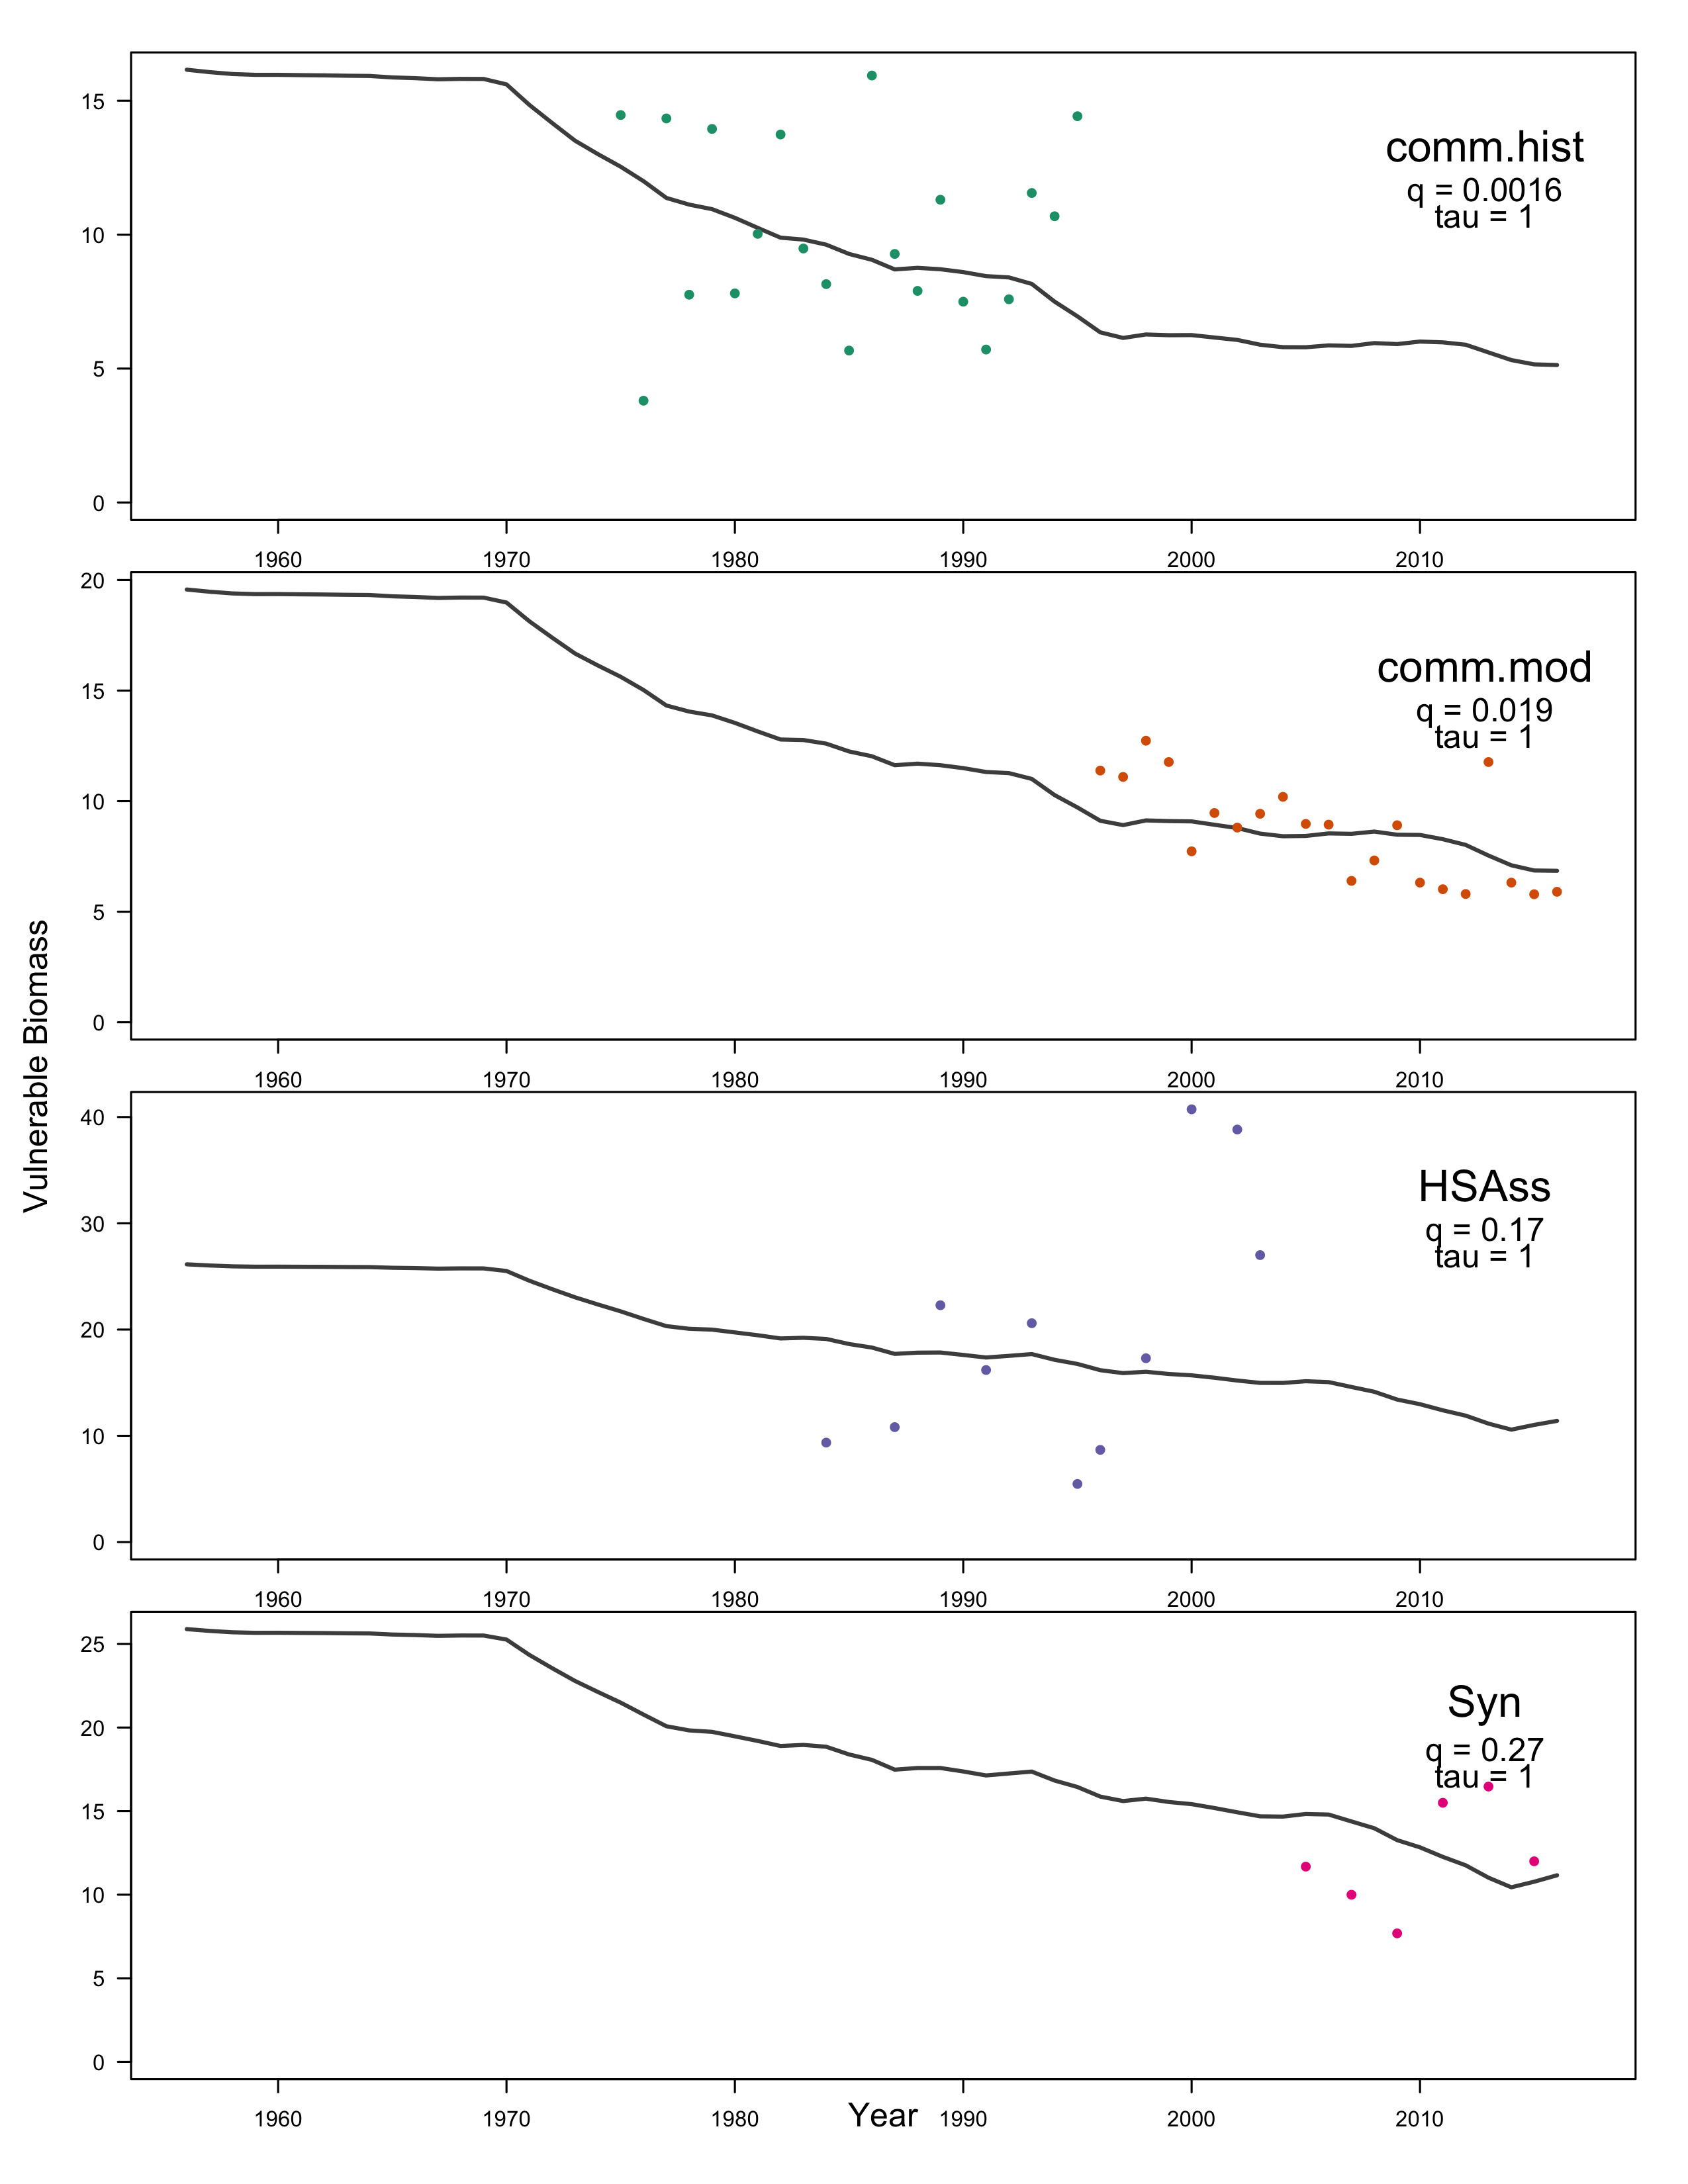 Vulnerable Biomass
15
10
5
0
comm.hist
q = 0.0016
tau = 1
1960 1970 1980 1990 2000 2010
20
15
10
5
0
comm.mod
q = 0.019
tau = 1
1960 1970 1980 1990 2000 2010
40
30
20
10
0
HSAss
q = 0.17
tau = 1
1960 1970 1980 1990 2000 2010
25
20
15
10
5
0
Syn
q = 0.27
tau = 1
1960 1970 1980 1990 2000 2010
Year